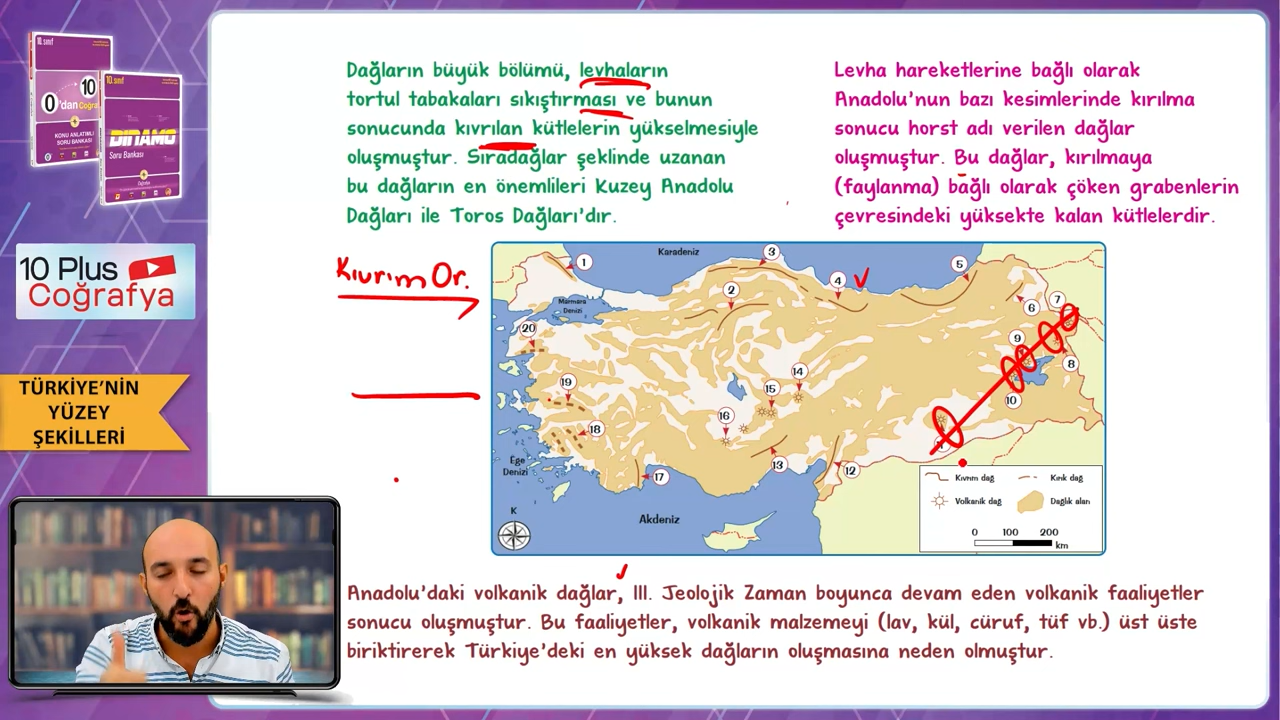 10.sınıf
10.sınıf
0'dan 10
KONU ANLATIMLI
SORU BANKASI
DİNAMO
Soru Bankası
10 Plus
Coğrafya
TÜRKİYE'NİN
YÜZEY
ŞEKİLLERİ
Dağların büyük bölümü, levhaların
tortul tabakaları sıkıştırması ve bunun
sonucunda kıvrılan kütlelerin yükselmesiyle
oluşmuştur. Sıradağlar şeklinde uzanan
bu dağların en önemlileri Kuzey Anadolu
Dağları ile Toros Dağları'dır.
Levha hareketlerine bağlı olarak
Anadolu'nun bazı kesimlerinde kırılma
sonucu horst adı verilen dağlar
oluşmuştur. Bu dağlar, kırılmaya
(faylanma) bağlı olarak çöken grabenlerin
çevresindeki yüksekte kalan kütlelerdir.
Kıvrım Or.
Karadeniz
Marmara
Denizi
Ege
Denizi
Akdeniz
K
1
2
3
4
5
6
7
8
9
10
12
13
14
15
16
17
18
19
20
Kıvrım dağ
Kırık dağ
Volkanik dağ
Dağlık alan
0 100 200
km
Anadolu'daki volkanik dağlar, III. Jeolojik Zaman boyunca devam eden volkanik faaliyetler
sonucu oluşmuştur. Bu faaliyetler, volkanik malzemeyi (lav, kül, cüruf, tüf vb.) üst üste
biriktirerek Türkiye'deki en yüksek dağların oluşmasına neden olmuştur.